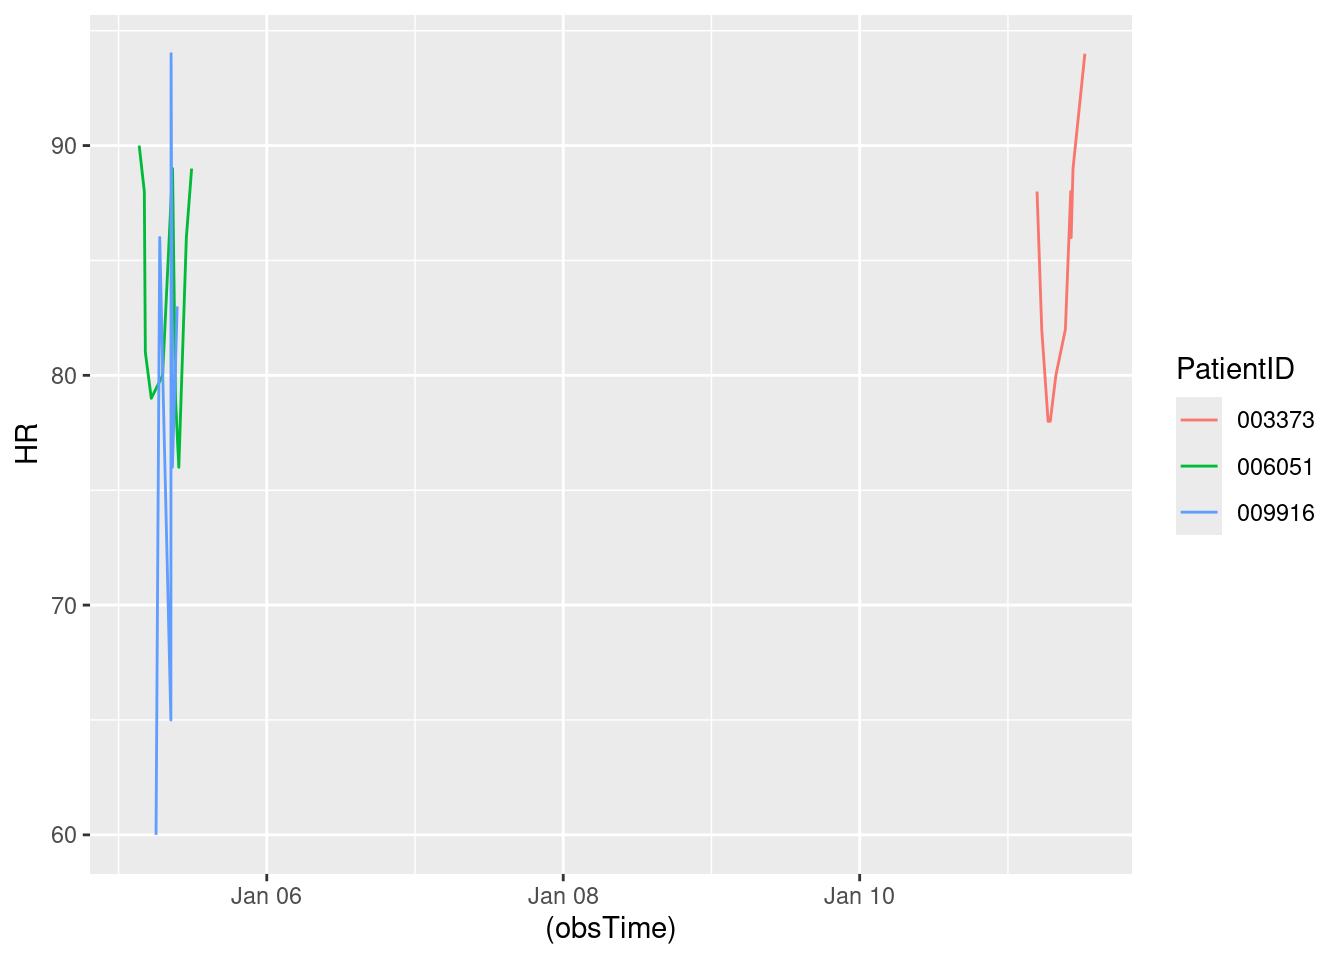 HR
90
80
70
60
Jan 06
Jan 08
Jan 10
(obsTime)
PatientID
003373
006051
009916